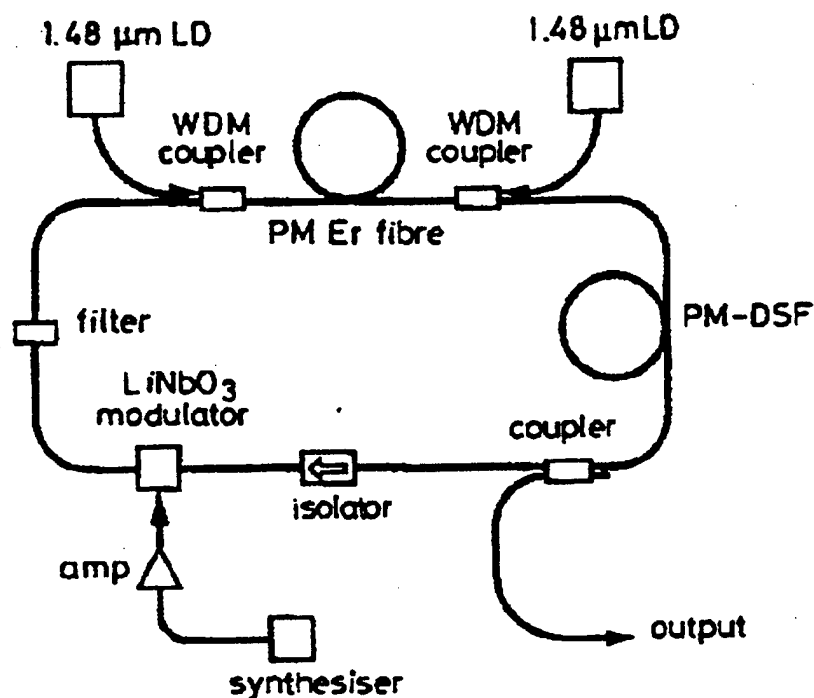 1.48 μm LD
1.48 μm LD
WDM
coupler
WDM
coupler
PM Er fibre
filter
PM-DSF
LiNbO3
modulator
coupler
isolator
amp
output
synthesiser